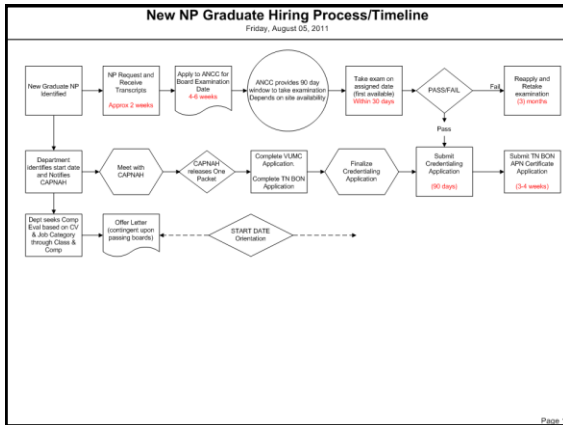 New NP Graduate Hiring Process/Timeline
Friday, August 05, 2011
New Graduate NP
Identified
NP Request and
Receive
Transcripts
Approx 2 weeks
Apply to ANCC for
Board Examination
Date
4-6 weeks
ANCC provides 90 day
window to take examination
Depends on site availability
Take exam on
assigned date
(first available)
Within 30 days
PASS/FAIL
Fail
Reapply and
Retake
examination
(3) months
Pass
Department
identifies start date
and Notifies
CAPNAH
Meet with
CAPNAH
CAPNAH
releases One
Packet
Complete VUMC
Application.
Complete TN BON
Application
Finalize
Credentialing
Application
Submit
Credentialing
Application
(90 days)
Submit TN BON
APN Certificate
Application
(3-4 weeks)
Dept seeks Comp
Eval based on CV
& Job Category
through Class &
Comp
Offer Letter
(contingent upon
passing boards)
START DATE
Orientation
Page